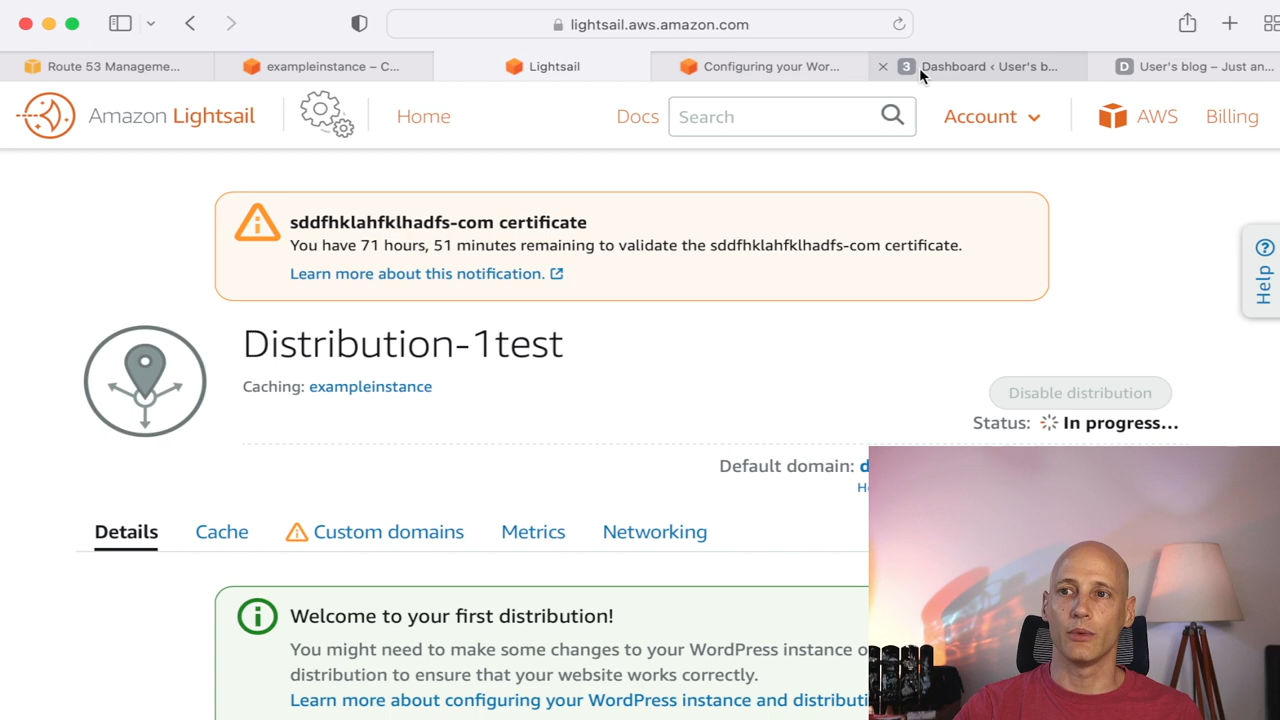 lightsail.aws.amazon.com
Route 53 Manageme...
exampleinstance – C...
Lightsail
Configuring your Wor...
3 Dashboard ‹ User's b...
D User's blog – Just an...
Amazon Lightsail
Home
Docs
Search
Account
AWS
Billing
sddfhklahfklhadfs-com certificate
You have 71 hours, 51 minutes remaining to validate the sddfhklahfklhadfs-com certificate.
Learn more about this notification.
Help
Distribution-1test
Caching: exampleinstance
Disable distribution
Status: In progress...
Default domain: d
Details
Cache
Custom domains
Metrics
Networking
Welcome to your first distribution!
You might need to make some changes to your WordPress instance o
distribution to ensure that your website works correctly.
Learn more about configuring your WordPress instance and distributi